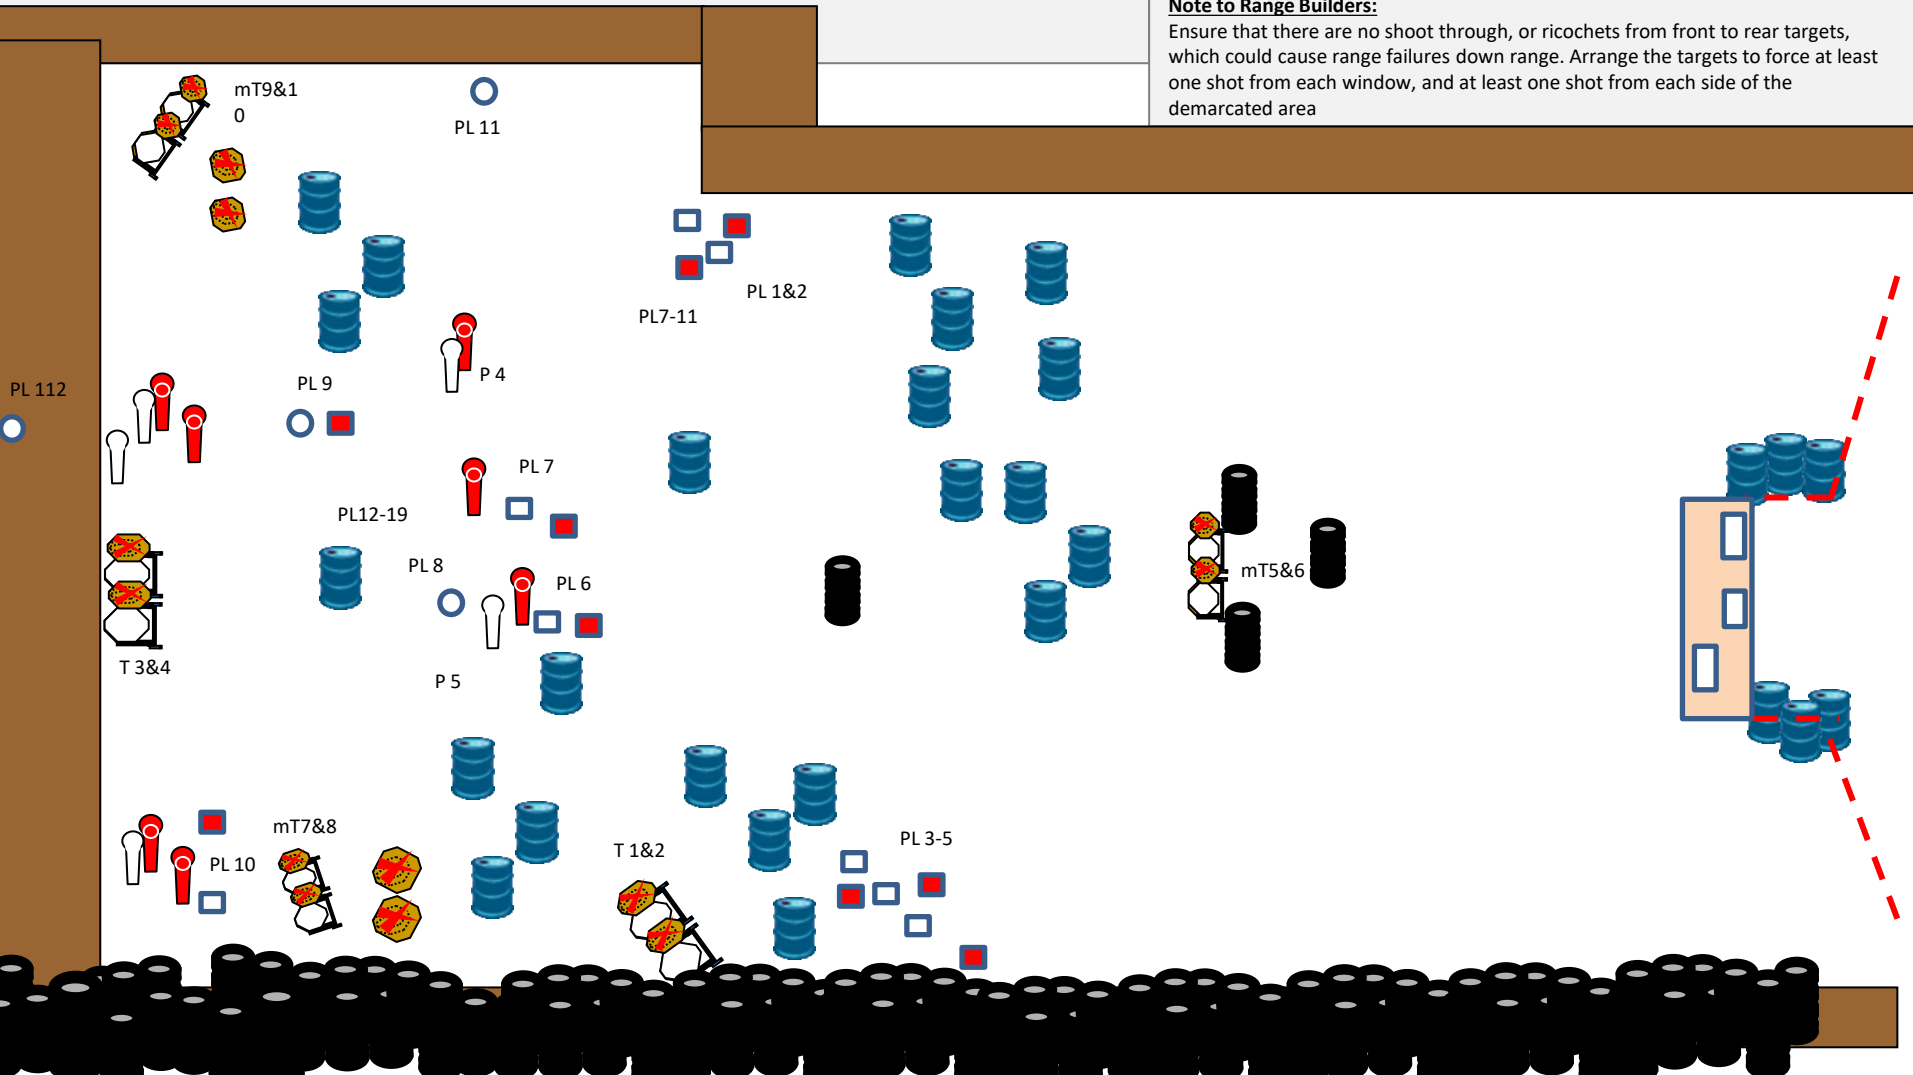 Note to Range Builders:
Ensure that there are no shoot through, or ricochets from front to rear targets,
which could cause range failures down range. Arrange the targets to force at least
one shot from each window, and at least one shot from each side of the
demarcated area
mT9&1
0
PL 11
PL 1&2
PL7-11
P 4
PL 9
PL 112
PL 7
PL12-19
PL 8
PL 6
mT5&6
T 3&4
P 5
mT7&8
PL 10
T 1&2
PL 3-5